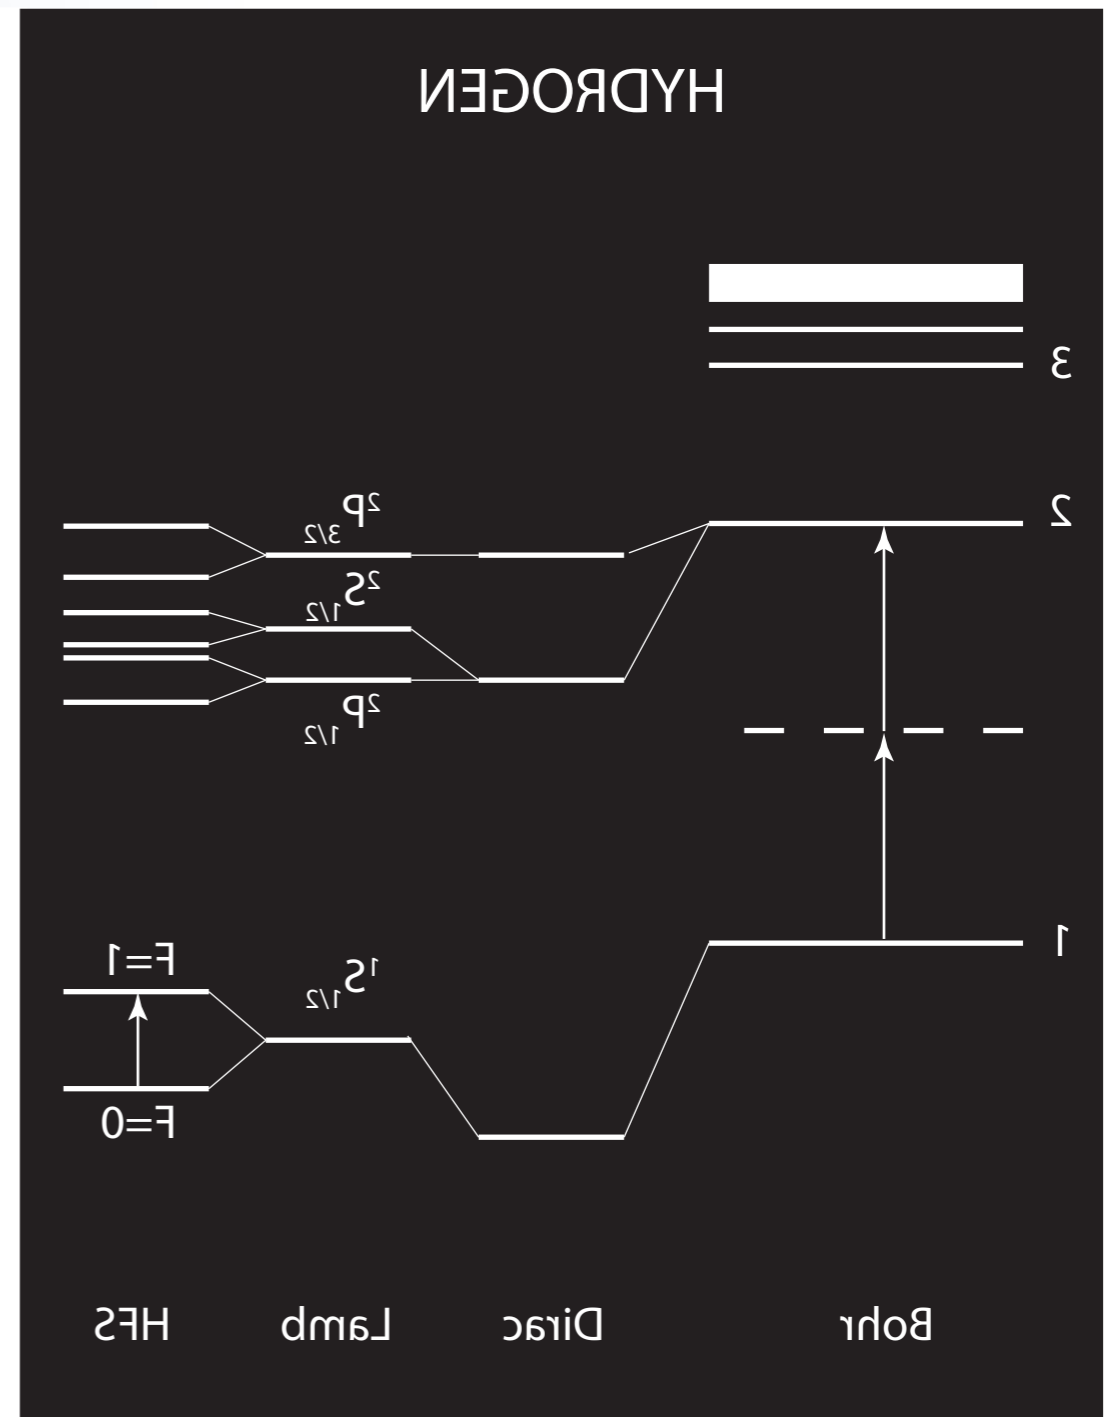 HYDROGEN
3
2
²P₃/₂
²S₁/₂
²P₁/₂
1
F=1
¹S₁/₂
F=0
Bohr Dirac Lamb HFS